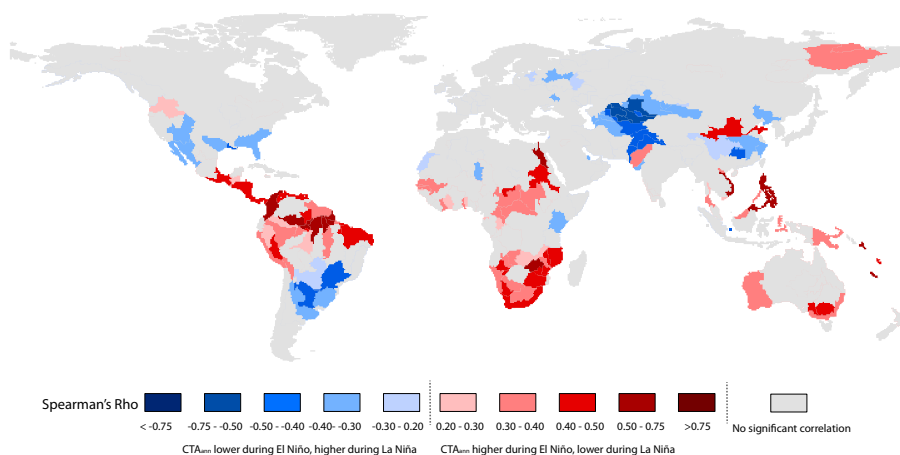 Spearman's Rho
< -0.75
-0.75 - -0.50
-0.50 - -0.40
-0.40 - -0.30
-0.30 - -0.20
0.20 - 0.30
0.30 - 0.40
0.40 - 0.50
0.50 - 0.75
>0.75
No significant correlation
CTAann lower during El Niño, higher during La Niña
CTAann higher during El Niño, lower during La Niña